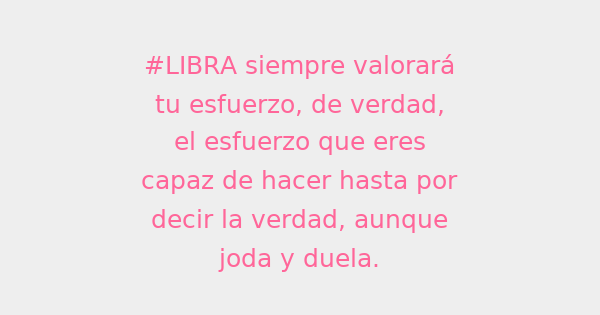 #LIBRA siempre valorará
tu esfuerzo, de verdad,
el esfuerzo que eres
capaz de hacer hasta por
decir la verdad, aunque
joda y duela.